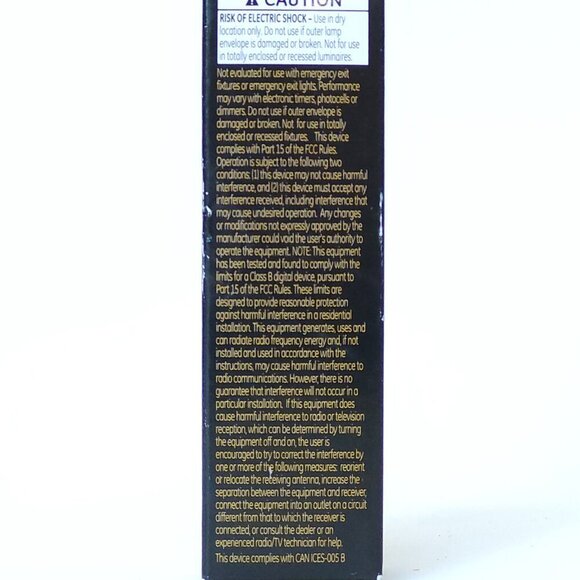 ⚠ CAUTION
RISK OF ELECTRIC SHOCK – Use in dry
location only. Do not use if outer lamp
envelope is damaged or broken. Not for use
in totally enclosed or recessed luminaires.
Not evaluated for use with emergency exit
fixtures or emergency exit lights. Performance
may vary with electronic timers, photocells or
dimmers. Do not use if outer envelope is
damaged or broken. Not for use in totally
enclosed or recessed fixtures. This device
complies with Part 15 of the FCC Rules.
Operation is subject to the following two
conditions: (1) this device may not cause harmful
interference, and (2) this device must accept any
interference received, including interference that
may cause undesired operation. Any changes
or modifications not expressly approved by the
manufacturer could void the user's authority to
operate the equipment. NOTE: This equipment
has been tested and found to comply with the
limits for a Class B digital device, pursuant to
Part 15 of the FCC Rules. These limits are
designed to provide reasonable protection
against harmful interference in a residential
installation. This equipment generates, uses and
can radiate radio frequency energy and, if not
installed and used in accordance with the
instructions, may cause harmful interference to
radio communications. However, there is no
guarantee that interference will not occur in a
particular installation. If this equipment does
cause harmful interference to radio or television
reception, which can be determined by turning
the equipment off and on, the user is
encouraged to try to correct the interference by
one or more of the following measures: reorient
or relocate the receiving antenna, increase the
separation between the equipment and receiver,
connect the equipment into an outlet on a circuit
different from that to which the receiver is
connected, or consult the dealer or an
experienced radio/TV technician for help.
This device complies with CAN ICES-005 B